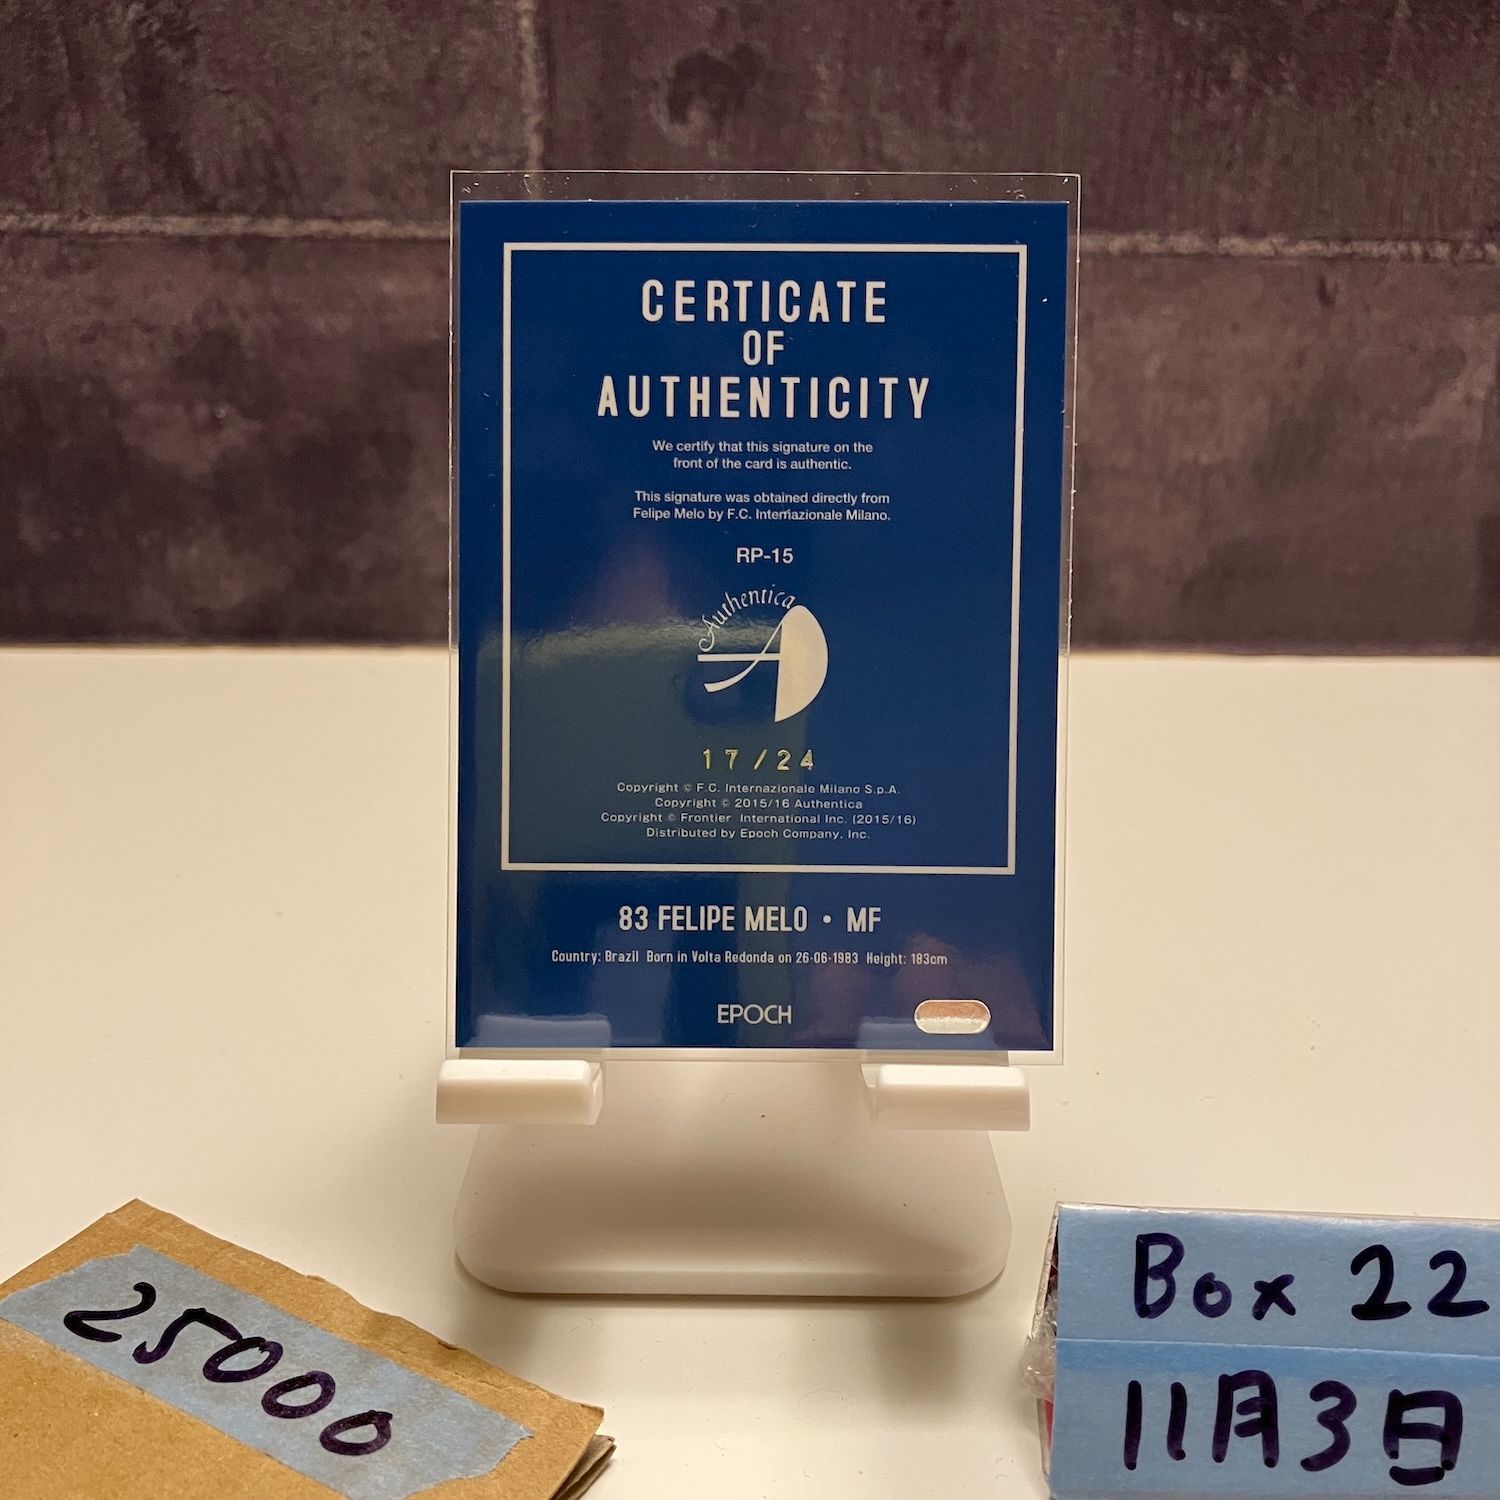 CERTICATE
OF
AUTHENTICITY
We certify that this signature on the
front of the card is authentic.
This signature was obtained directly from
Felipe Melo by F.C. Internazionale Milano.
RP-15
Authentica
17/24
Copyright © F.C. Internazionale Milano S.p.A.
Copyright © 2015/16 Authentica
Copyright © Frontier International Inc. (2015/16)
Distributed by Epoch Company, Inc.
83 FELIPE MELO • MF
Country: Brazil Born in Volta Redonda on 26-06-1983 Height: 183cm
EPOCH
25000
Box 22
11月3日